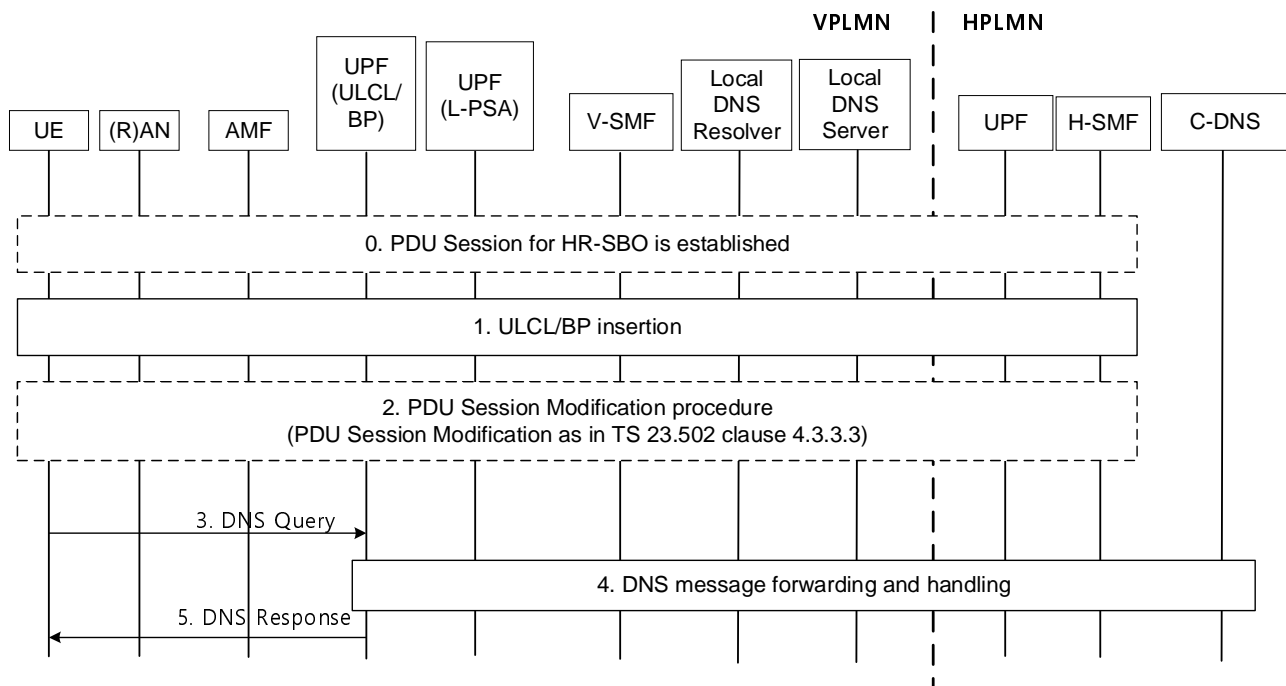 VPLMN
HPLMN
UPF
(ULCL/
BP)
UPF
(L-PSA)
Local
DNS
Resolver
Local
DNS
Server
UE
(R)AN
AMF
V-SMF
UPF
H-SMF
C-DNS
0. PDU Session for HR-SBO is established
1. ULCL/BP insertion
2. PDU Session Modification procedure
(PDU Session Modification as in TS 23.502 clause 4.3.3.3)
3. DNS Query
4. DNS message forwarding and handling
5. DNS Response